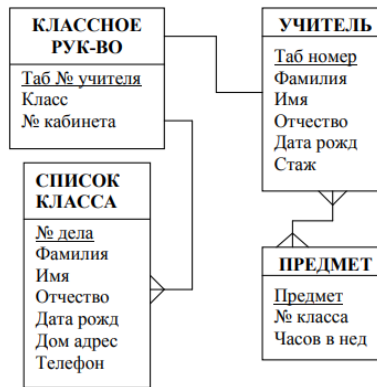 КЛАССНОЕ
РУК-ВО
Таб № учителя
Класс
№ кабинета
УЧИТЕЛЬ
Таб номер
Фамилия
Имя
Отчество
Дата рожд
Стаж
СПИСОК
КЛАССА
№ дела
Фамилия
Имя
Отчество
Дата рожд
Дом адрес
Телефон
ПРЕДМЕТ
Предмет
№ класса
Часов в нед